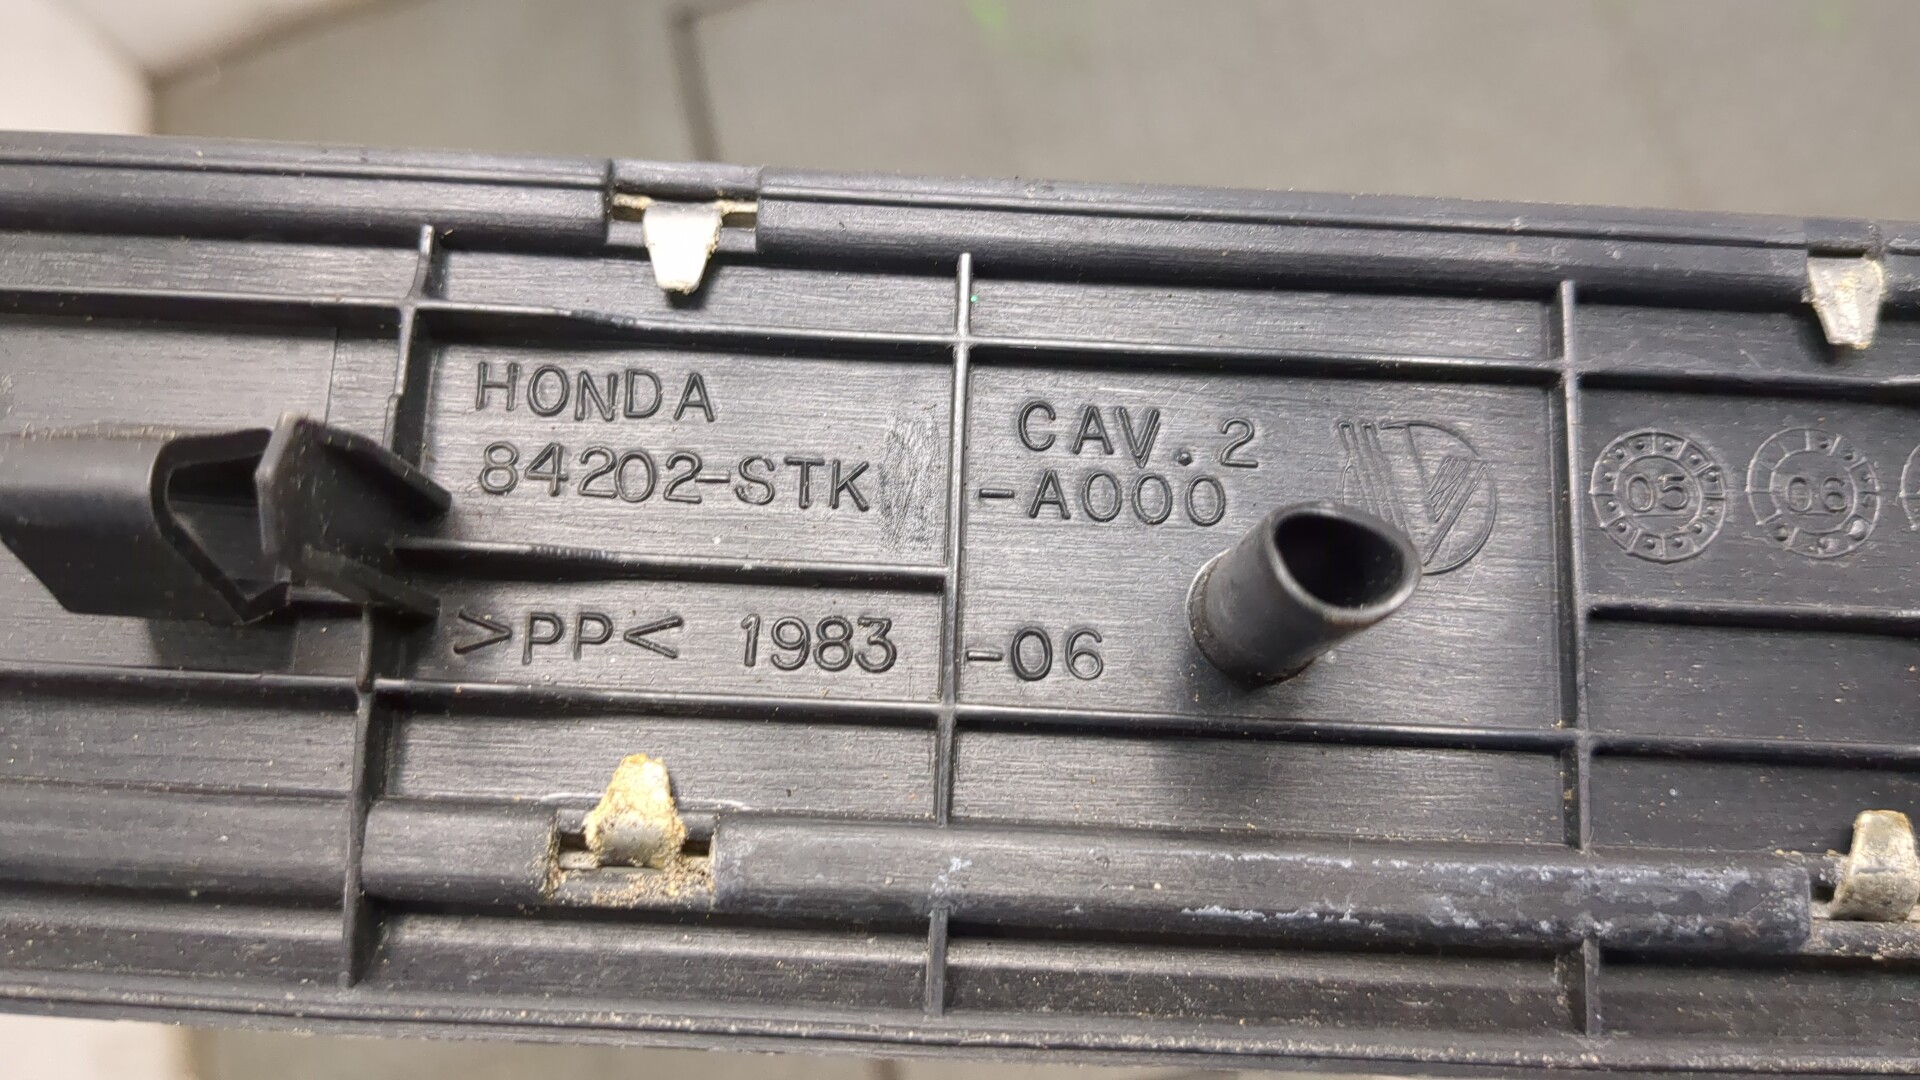 HONDA CAV.2
84202-STK -A000
>PP< 1983 -06
05 06